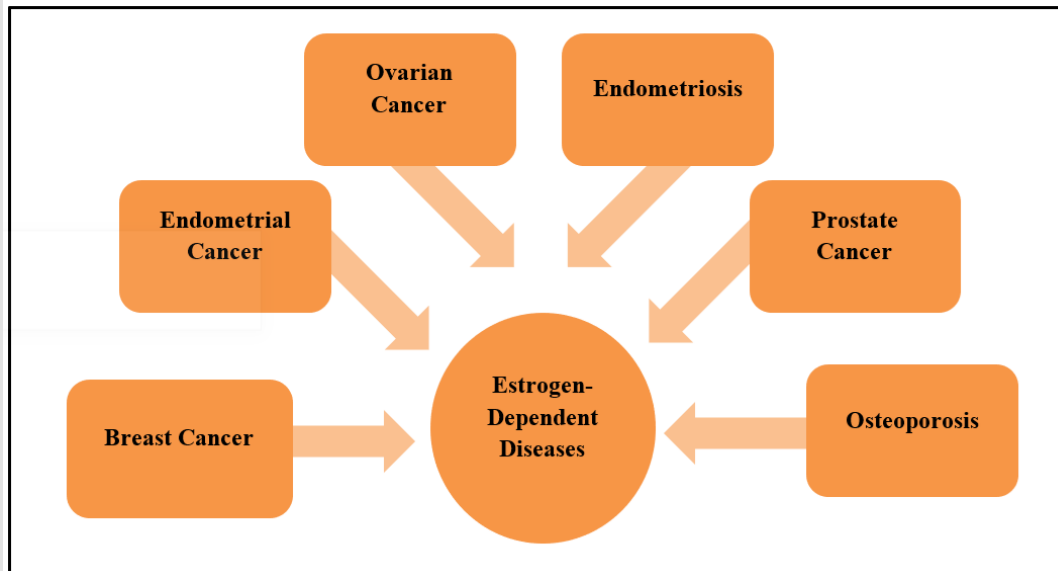 Ovarian
Cancer
Endometriosis
Endometrial
Cancer
Prostate
Cancer
Breast Cancer
Estrogen-
Dependent
Diseases
Osteoporosis